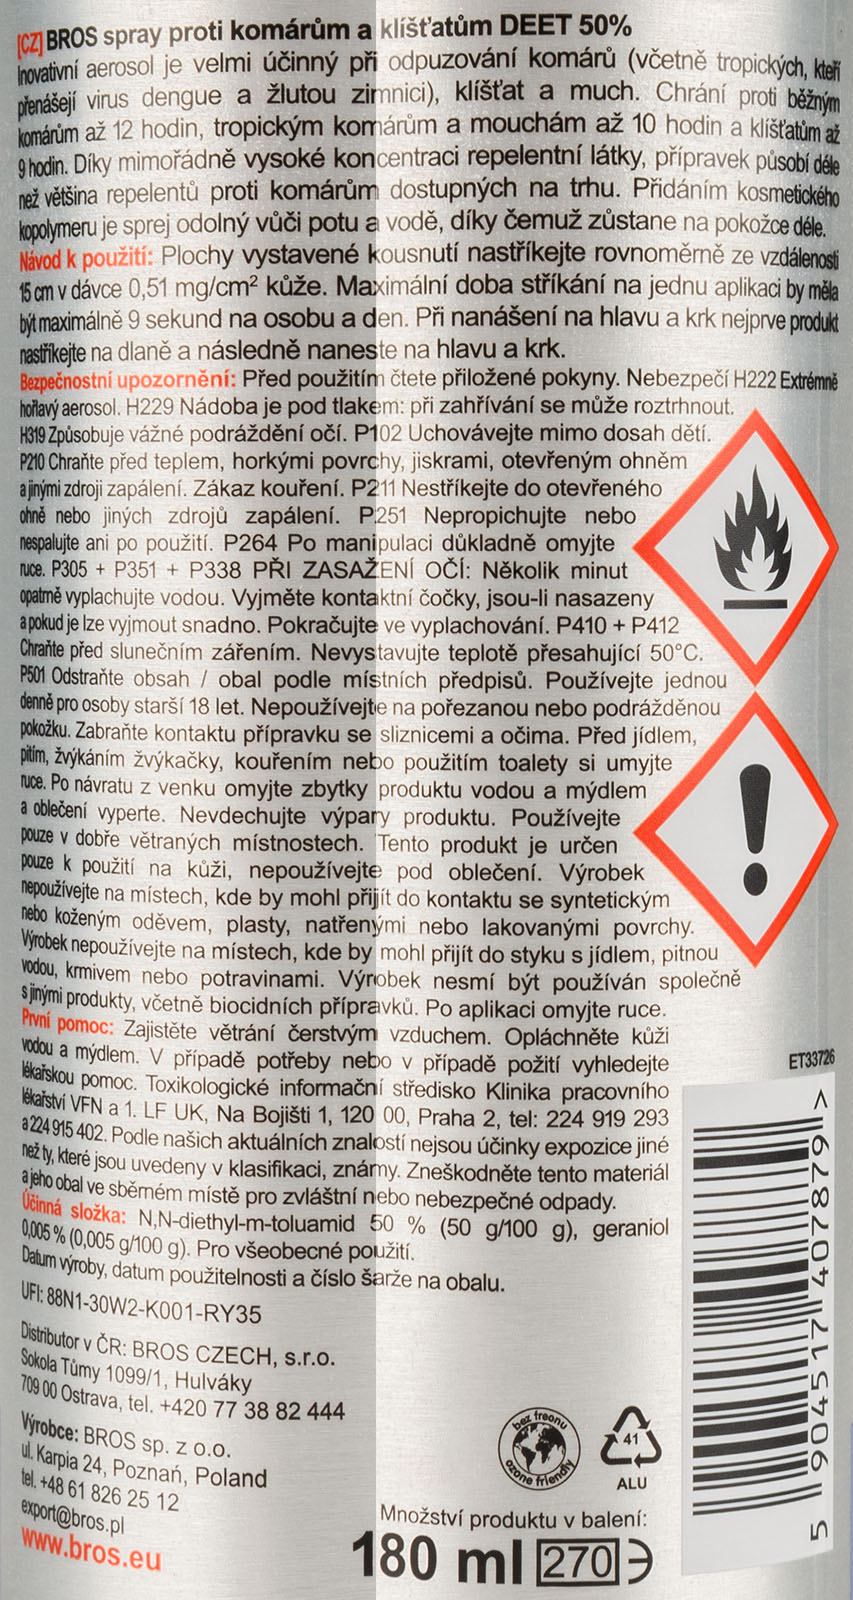 [CZ] BROS spray proti komárům a klíšťatům DEET 50%
Inovativní aerosol je velmi účinný při odpuzování komárů (včetně tropických, kteří
přenášejí virus dengue a žlutou zimnici), klíšťat a much. Chrání proti běžným
komárům až 12 hodin, tropickým komárům a mouchám až 10 hodin a klíšťatům až
9 hodin. Díky mimořádně vysoké koncentraci repelentní látky, přípravek působí déle
než většina repelentů proti komárům dostupných na trhu. Přidáním kosmetického
kopolymeru je sprej odolný vůči potu a vodě, díky čemuž zůstane na pokožce déle.
Návod k použití: Plochy vystavené kousnutí nastříkejte rovnoměrně ze vzdálenosti
15 cm v dávce 0,51 mg/cm² kůže. Maximální doba stříkání na jednu aplikaci by měla
být maximálně 9 sekund na osobu a den. Při nanášení na hlavu a krk nejprve produkt
nastříkejte na dlaně a následně naneste na hlavu a krk.
Bezpečnostní upozornění: Před použitím čtete přiložené pokyny. Nebezpečí H222 Extrémně
hořlavý aerosol. H229 Nádoba je pod tlakem: při zahřívání se může roztrhnout.
H319 Způsobuje vážné podráždění očí. P102 Uchovávejte mimo dosah dětí.
P210 Chraňte před teplem, horkými povrchy, jiskrami, otevřeným ohněm
a jinými zdroji zapálení. Zákaz kouření. P211 Nestříkejte do otevřeného
ohně nebo jiných zdrojů zapálení. P251 Nepropichujte nebo
nespalujte ani po použití. P264 Po manipulaci důkladně omyjte
ruce. P305 + P351 + P338 PŘI ZASAŽENÍ OČÍ: Několik minut
opatrně vyplachujte vodou. Vyjměte kontaktní čočky, jsou-li nasazeny
a pokud je lze vyjmout snadno. Pokračujte ve vyplachování. P410 + P412
Chraňte před slunečním zářením. Nevystavujte teplotě přesahující 50°C.
P501 Odstraňte obsah / obal podle místních předpisů. Používejte jednou
denně pro osoby starší 18 let. Nepoužívejte na pořezanou nebo podrážděnou
pokožku. Zabraňte kontaktu přípravku se sliznicemi a očima. Před jídlem,
pitím, žvýkáním žvýkačky, kouřením nebo použitím toalety si umyjte
ruce. Po návratu z venku omyjte zbytky produktu vodou a mýdlem
a oblečení vyperte. Nevdechujte výpary produktu. Používejte
pouze v dobře větraných místnostech. Tento produkt je určen
pouze k použití na kůži, nepoužívejte pod oblečení. Výrobek
nepoužívejte na místech, kde by mohl přijít do kontaktu se syntetickým
nebo koženým oděvem, plasty, natřenými nebo lakovanými povrchy.
Výrobek nepoužívejte na místech, kde by mohl přijít do styku s jídlem, pitnou
vodou, krmivem nebo potravinami. Výrobek nesmí být používán společně
s jinými produkty, včetně biocidních přípravků. Po aplikaci omyjte ruce.
První pomoc: Zajistěte větrání čerstvým vzduchem. Opláchněte kůži
vodou a mýdlem. V případě potřeby nebo v případě požití vyhledejte
lékařskou pomoc. Toxikologické informační středisko Klinika pracovního
lékařství VFN a 1. LF UK, Na Bojišti 1, 120 00, Praha 2, tel: 224 919 293
a 224 915 402. Podle našich aktuálních znalostí nejsou účinky expozice jiné
než ty, které jsou uvedeny v klasifikaci, známy. Zneškodněte tento materiál
a jeho obal ve sběrném místě pro zvláštní nebo nebezpečné odpady.
Účinná složka: N,N-diethyl-m-toluamid 50 % (50 g/100 g), geraniol
0,005 % (0,005 g/100 g). Pro všeobecné použití.
Datum výroby, datum použitelnosti a číslo šarže na obalu.
UFI: 88N1-30W2-K001-RY35
Distributor v ČR: BROS CZECH, s.r.o.
Sokola Tůmy 1099/1, Hulváky
709 00 Ostrava, tel. +420 77 38 82 444
Výrobce: BROS sp. z o.o.
ul. Karpia 24, Poznań, Poland
tel. +48 61 826 25 12
export@bros.pl
www.bros.eu
ET33726
5 904517 407879 >
bez freonu
ozone friendly
41
ALU
Množství produktu v balení:
180 ml 270 ℮